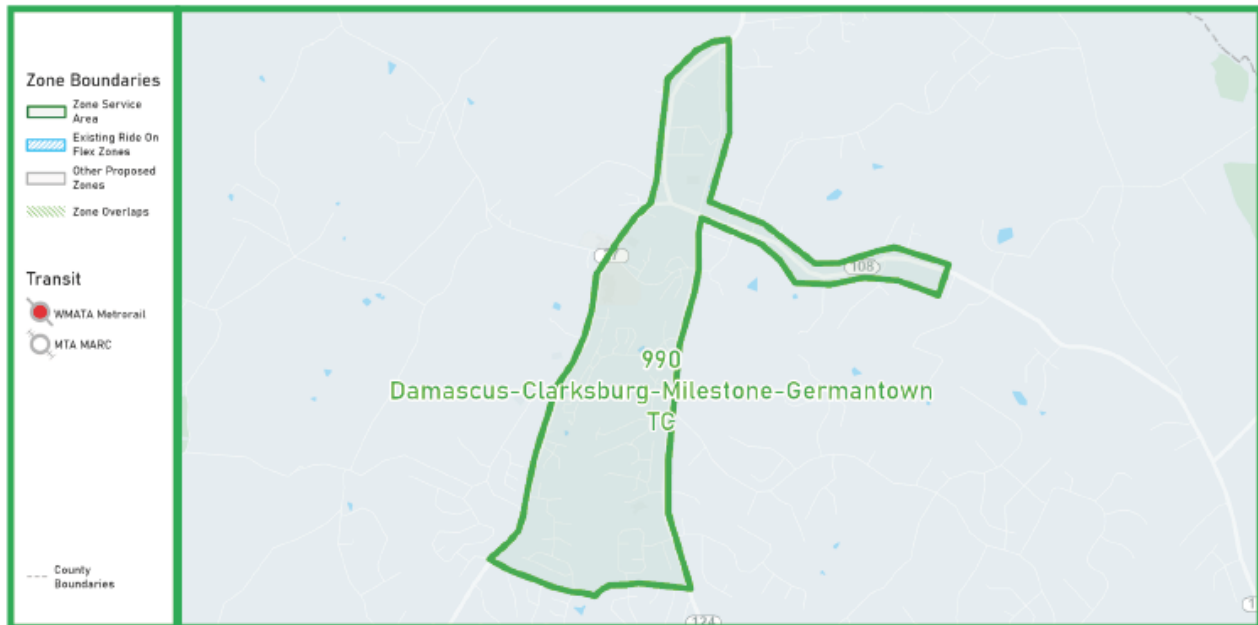 Zone Boundaries
Zone Service
Area
Existing Ride On
Flex Zones
Other Proposed
Zones
Zone Overlaps
Transit
WMATA Metrorail
MTA MARC
County
Boundaries
108
990
Damascus-Clarksburg-Milestone-Germantown
TC
124